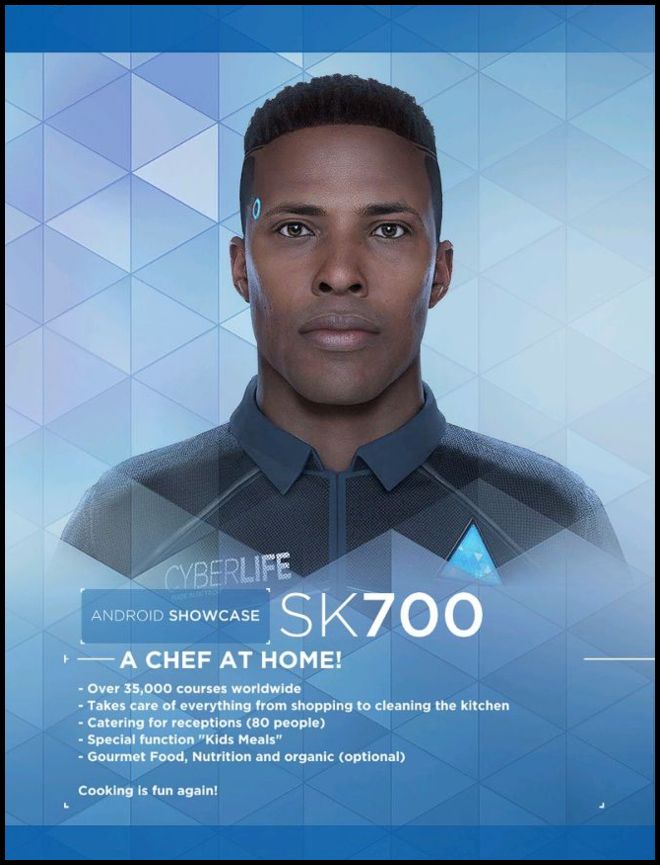 CYBERLIFE
ANDROID SHOWCASE SK700
A CHEF AT HOME!
- Over 35,000 courses worldwide
- Takes care of everything from shopping to cleaning the kitchen
- Catering for receptions (80 people)
- Special function "Kids Meals"
- Gourmet Food, Nutrition and organic (optional)
Cooking is fun again!